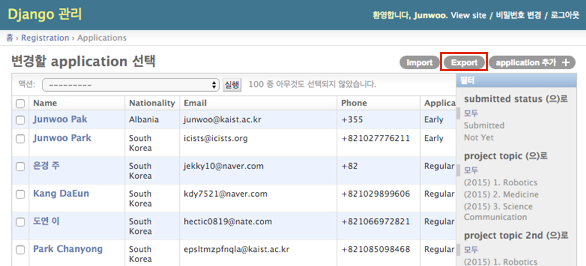 Django 관리
환영합니다, Junwoo. View site / 비밀번호 변경 / 로그아웃
홈 › Registration › Applications
변경할 application 선택
Import
Export
application 추가 +
액션: --------- 실행 100 중 아무것도 선택되지 않았습니다.
Name Nationality Email Phone Applica
Junwoo Pak Albania junwoo@kaist.ac.kr +355 Early
Junwoo Park South Korea icists@icists.org +821027776211 Early
은경 주 South Korea jekky10@naver.com +82 Regular
Kang DaEun South Korea kdy7521@naver.com +821029899606 Regular
도연 이 South Korea hectic0819@nate.com +821066972821 Regular
Park Chanyong South Korea epsltmzpfnqla@kaist.ac.kr +821085098468 Regular
필터
submitted status (으)로
모두
Submitted
Not Yet
project topic (으)로
모두
(2015) 1. Robotics
(2015) 2. Medicine
(2015) 3. Science
Communication
project topic 2nd (으)로
모두
(2015) 1. Robotics